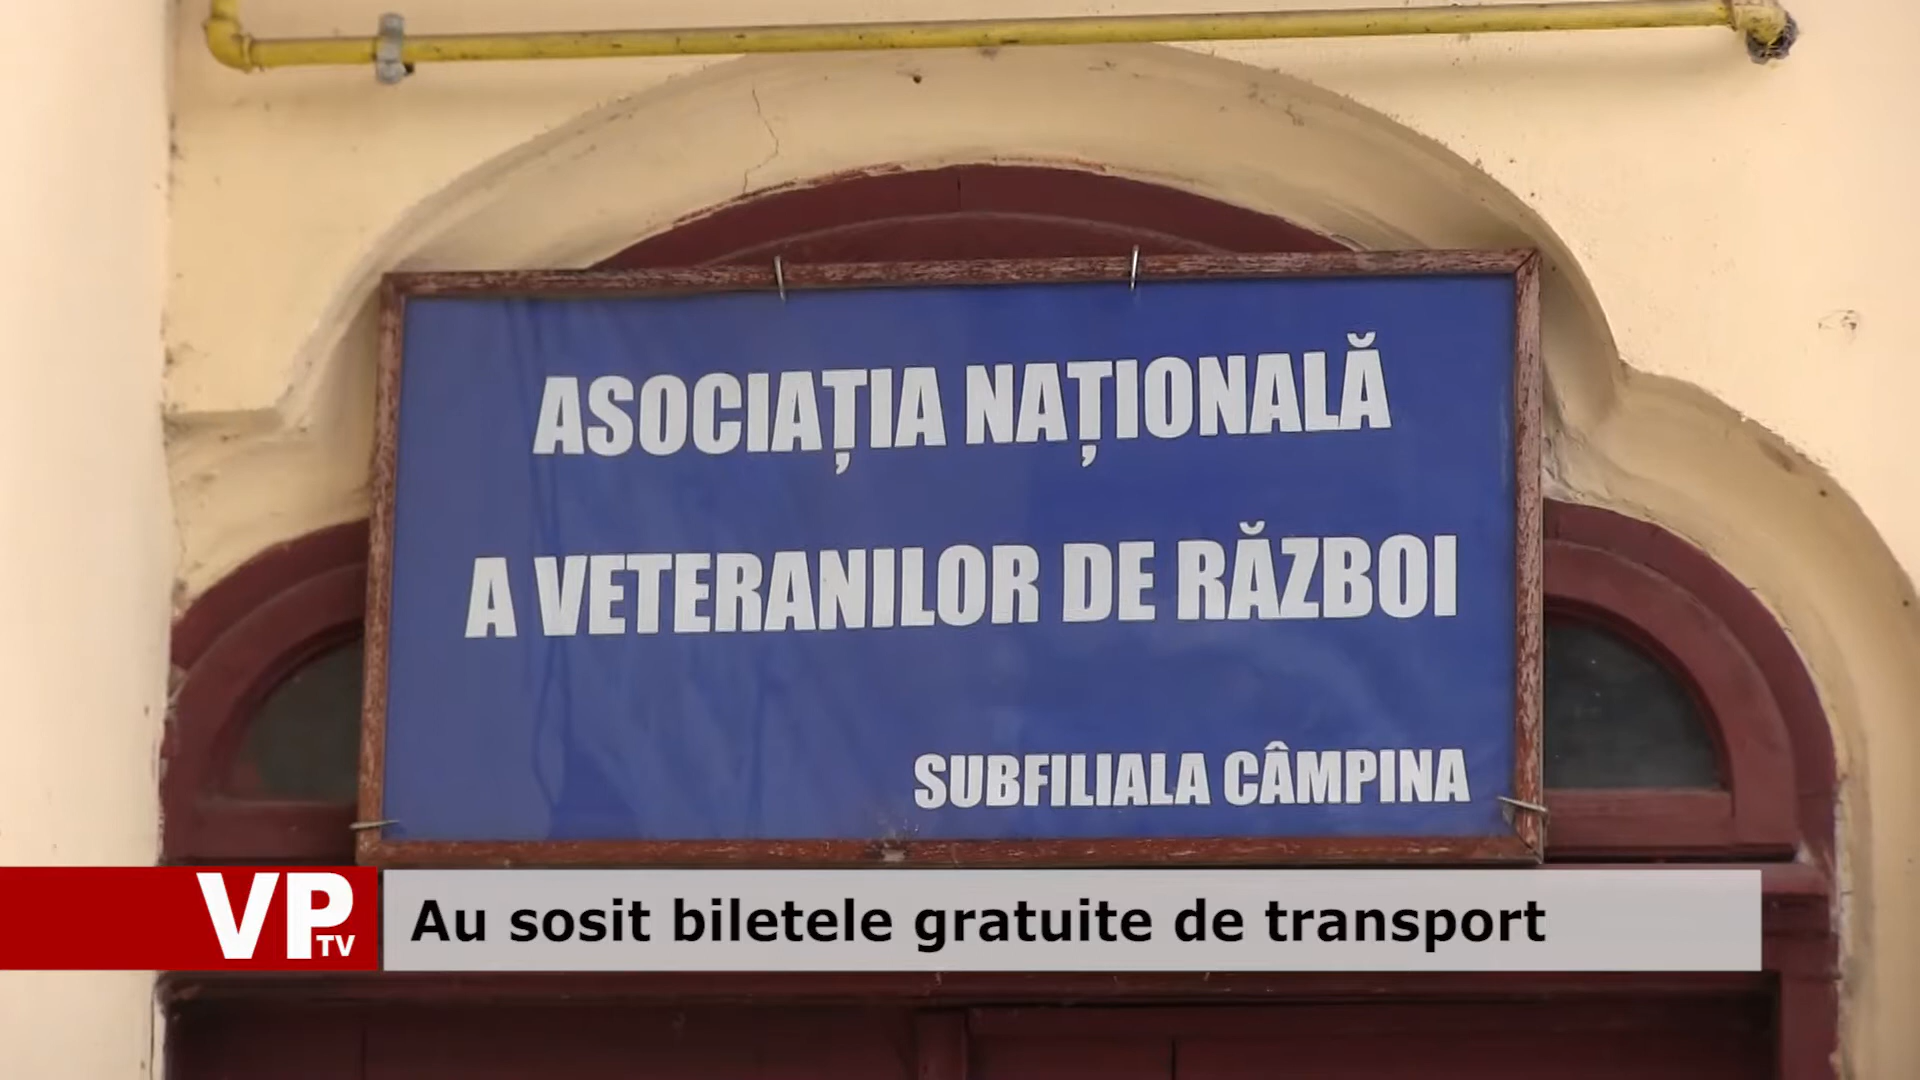 ASOCIAȚIA NAȚIONALĂ
A VETERANILOR DE RĂZBOI
SUBFILIALA CÂMPINA
VP TV
Au sosit biletele gratuite de transport